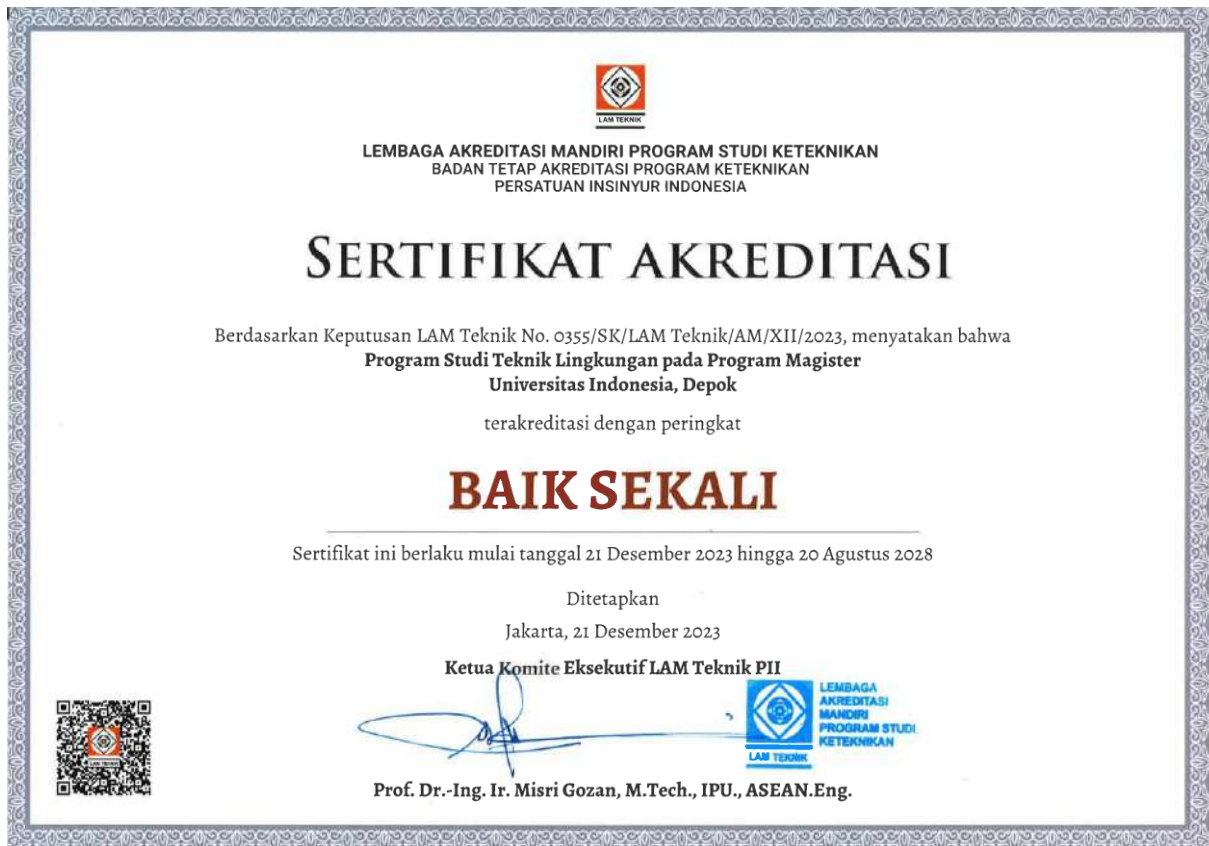 LAM TEKNIK
LEMBAGA AKREDITASI MANDIRI PROGRAM STUDI KETEKNIKAN
BADAN TETAP AKREDITASI PROGRAM KETEKNIKAN
PERSATUAN INSINYUR INDONESIA
SERTIFIKAT AKREDITASI
Berdasarkan Keputusan LAM Teknik No. 0355/SK/LAM Teknik/AM/XII/2023, menyatakan bahwa
Program Studi Teknik Lingkungan pada Program Magister
Universitas Indonesia, Depok
terakreditasi dengan peringkat
BAIK SEKALI
Sertifikat ini berlaku mulai tanggal 21 Desember 2023 hingga 20 Agustus 2028
Ditetapkan
Jakarta, 21 Desember 2023
Ketua Komite Eksekutif LAM Teknik PII
LEMBAGA
AKREDITASI
MANDIRI
PROGRAM STUDI
KETEKNIKAN
LAM TEKNIK
LAM TEKNIK
Prof. Dr.-Ing. Ir. Misri Gozan, M.Tech., IPU., ASEAN.Eng.